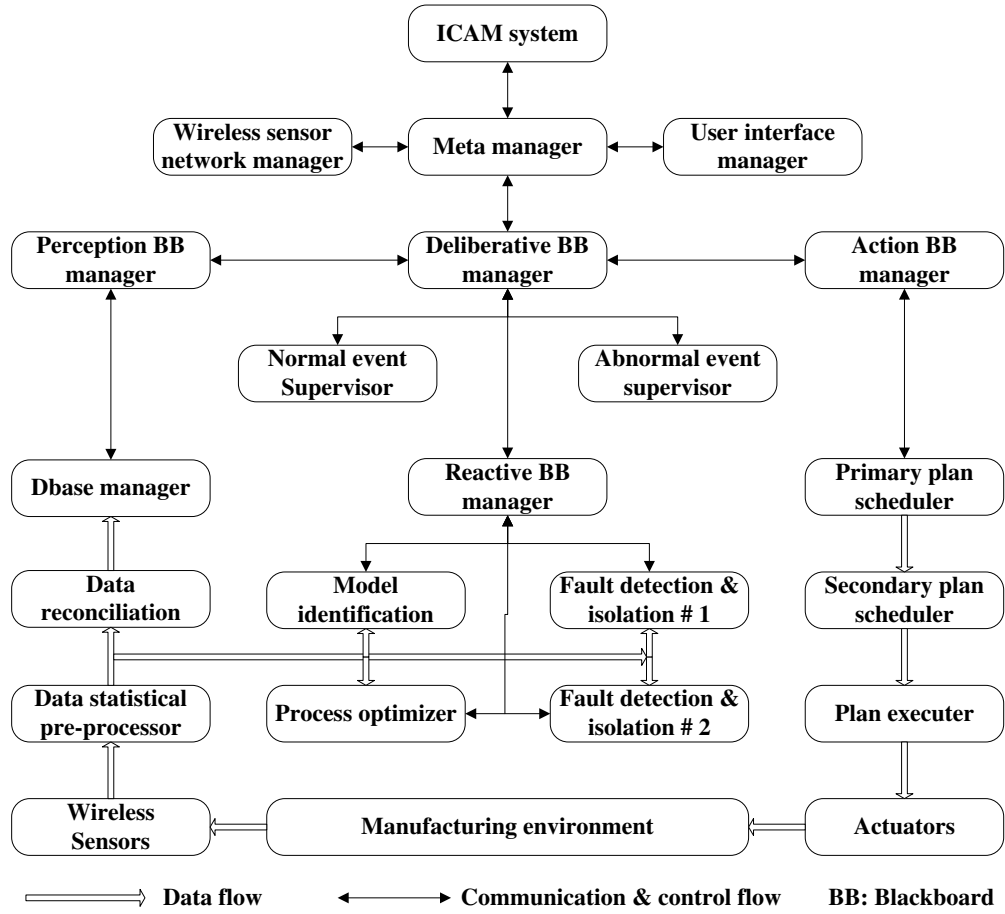 ICAM system
Wireless sensor
network manager
Meta manager
User interface
manager
Perception BB
manager
Deliberative BB
manager
Action BB
manager
Normal event
Supervisor
Abnormal event
supervisor
Dbase manager
Reactive BB
manager
Primary plan
scheduler
Data
reconciliation
Model
identification
Fault detection &
isolation # 1
Secondary plan
scheduler
Data statistical
pre-processor
Process optimizer
Fault detection &
isolation # 2
Plan executer
Wireless
Sensors
Manufacturing environment
Actuators
Data flow
Communication & control flow
BB: Blackboard